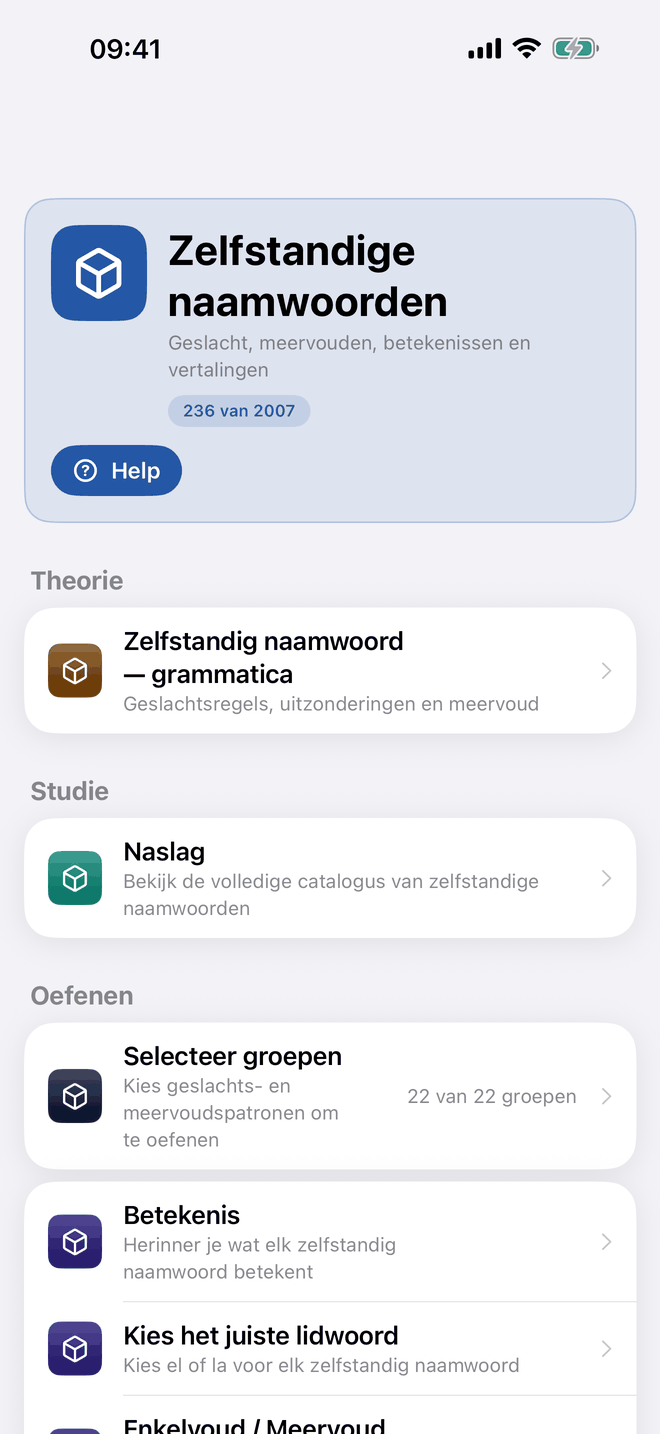 09:41
Zelfstandige
naamwoorden
Geslacht, meervouden, betekenissen en
vertalingen
236 van 2007
Help
Theorie
Zelfstandig naamwoord
— grammatica
Geslachtsregels, uitzonderingen en meervoud
Studie
Naslag
Bekijk de volledige catalogus van zelfstandige
naamwoorden
Oefenen
Selecteer groepen
Kies geslachts- en
meervoudspatronen om
te oefenen
22 van 22 groepen
Betekenis
Herinner je wat elk zelfstandig
naamwoord betekent
Kies het juiste lidwoord
Kies el of la voor elk zelfstandig naamwoord
Enkelvoud / Meervoud